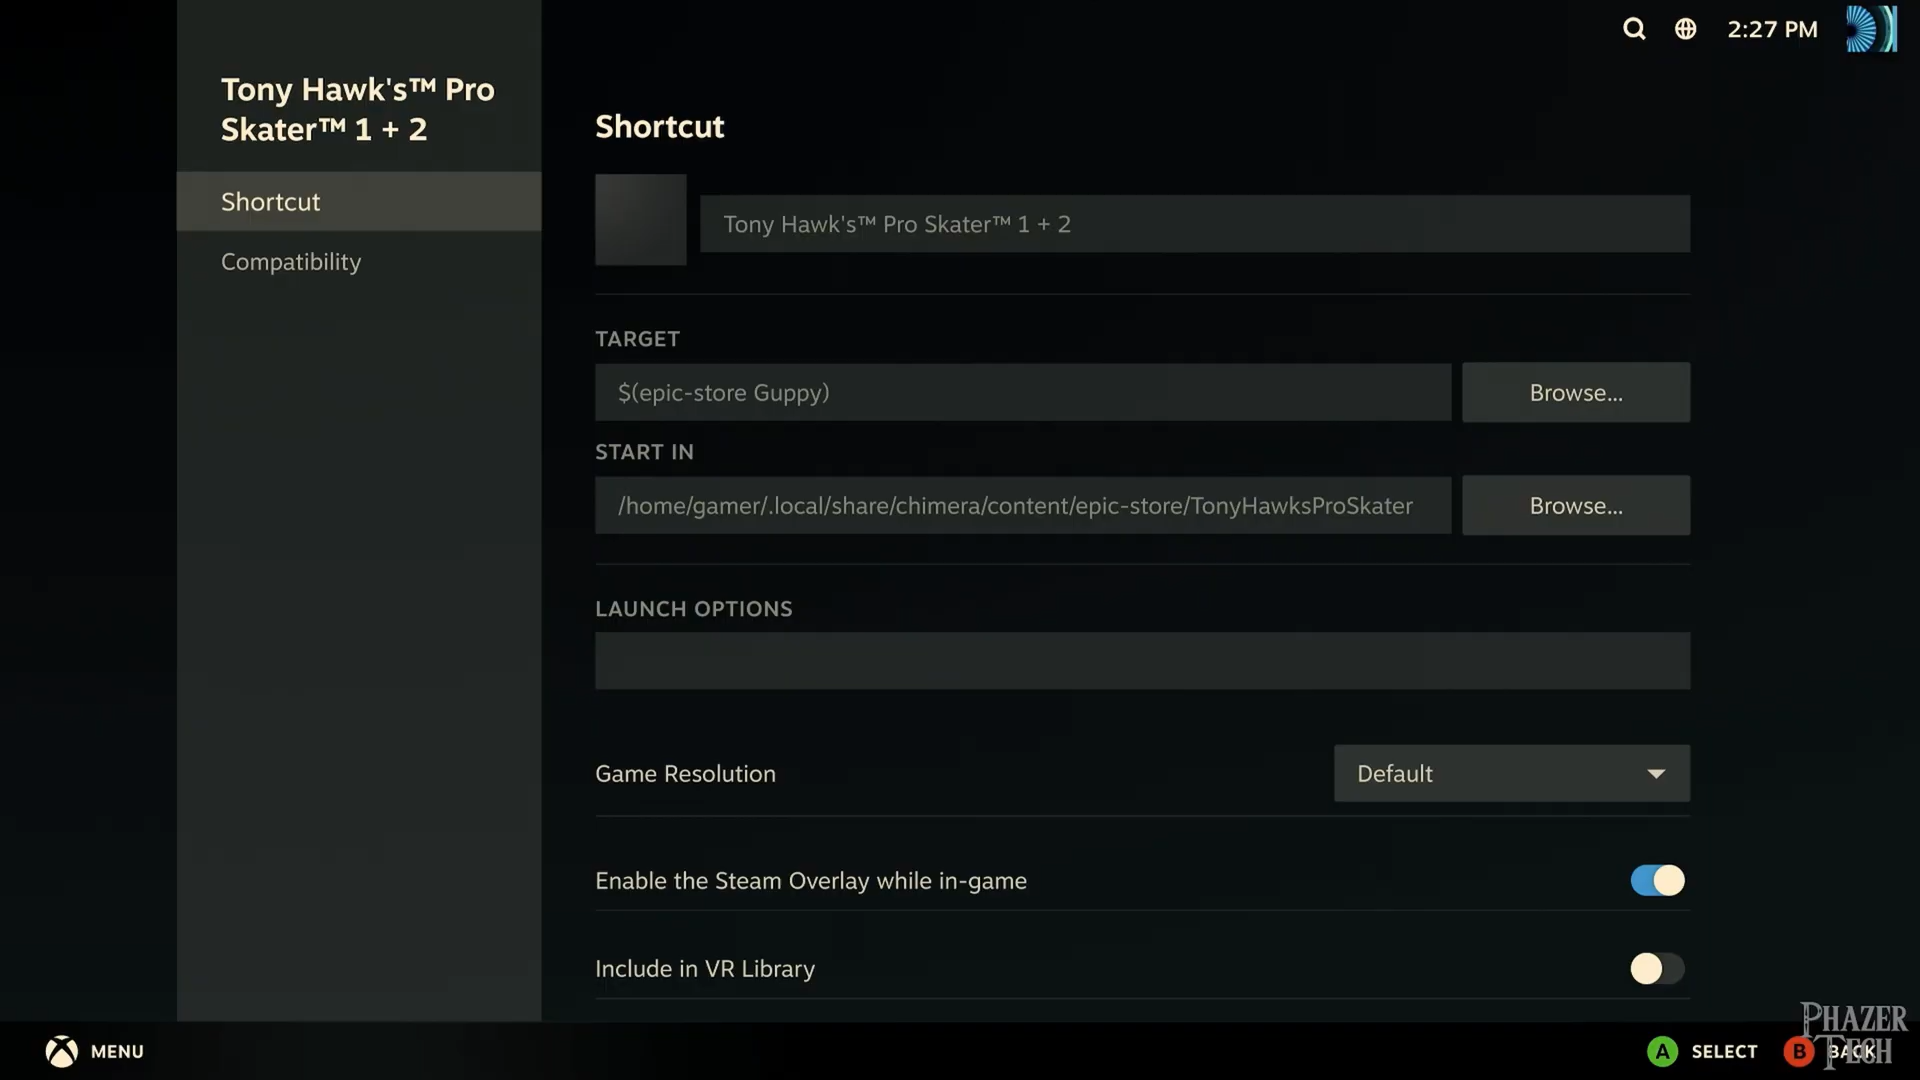 2:27 PM
Tony Hawk's™ Pro
Skater™ 1 + 2
Shortcut
Compatibility
Shortcut
Tony Hawk's™ Pro Skater™ 1 + 2
TARGET
$(epic-store Guppy)
Browse...
START IN
/home/gamer/.local/share/chimera/content/epic-store/TonyHawksProSkater
Browse...
LAUNCH OPTIONS
Game Resolution
Default
Enable the Steam Overlay while in-game
Include in VR Library
MENU
A SELECT
B BACK
PHAZER
TECH